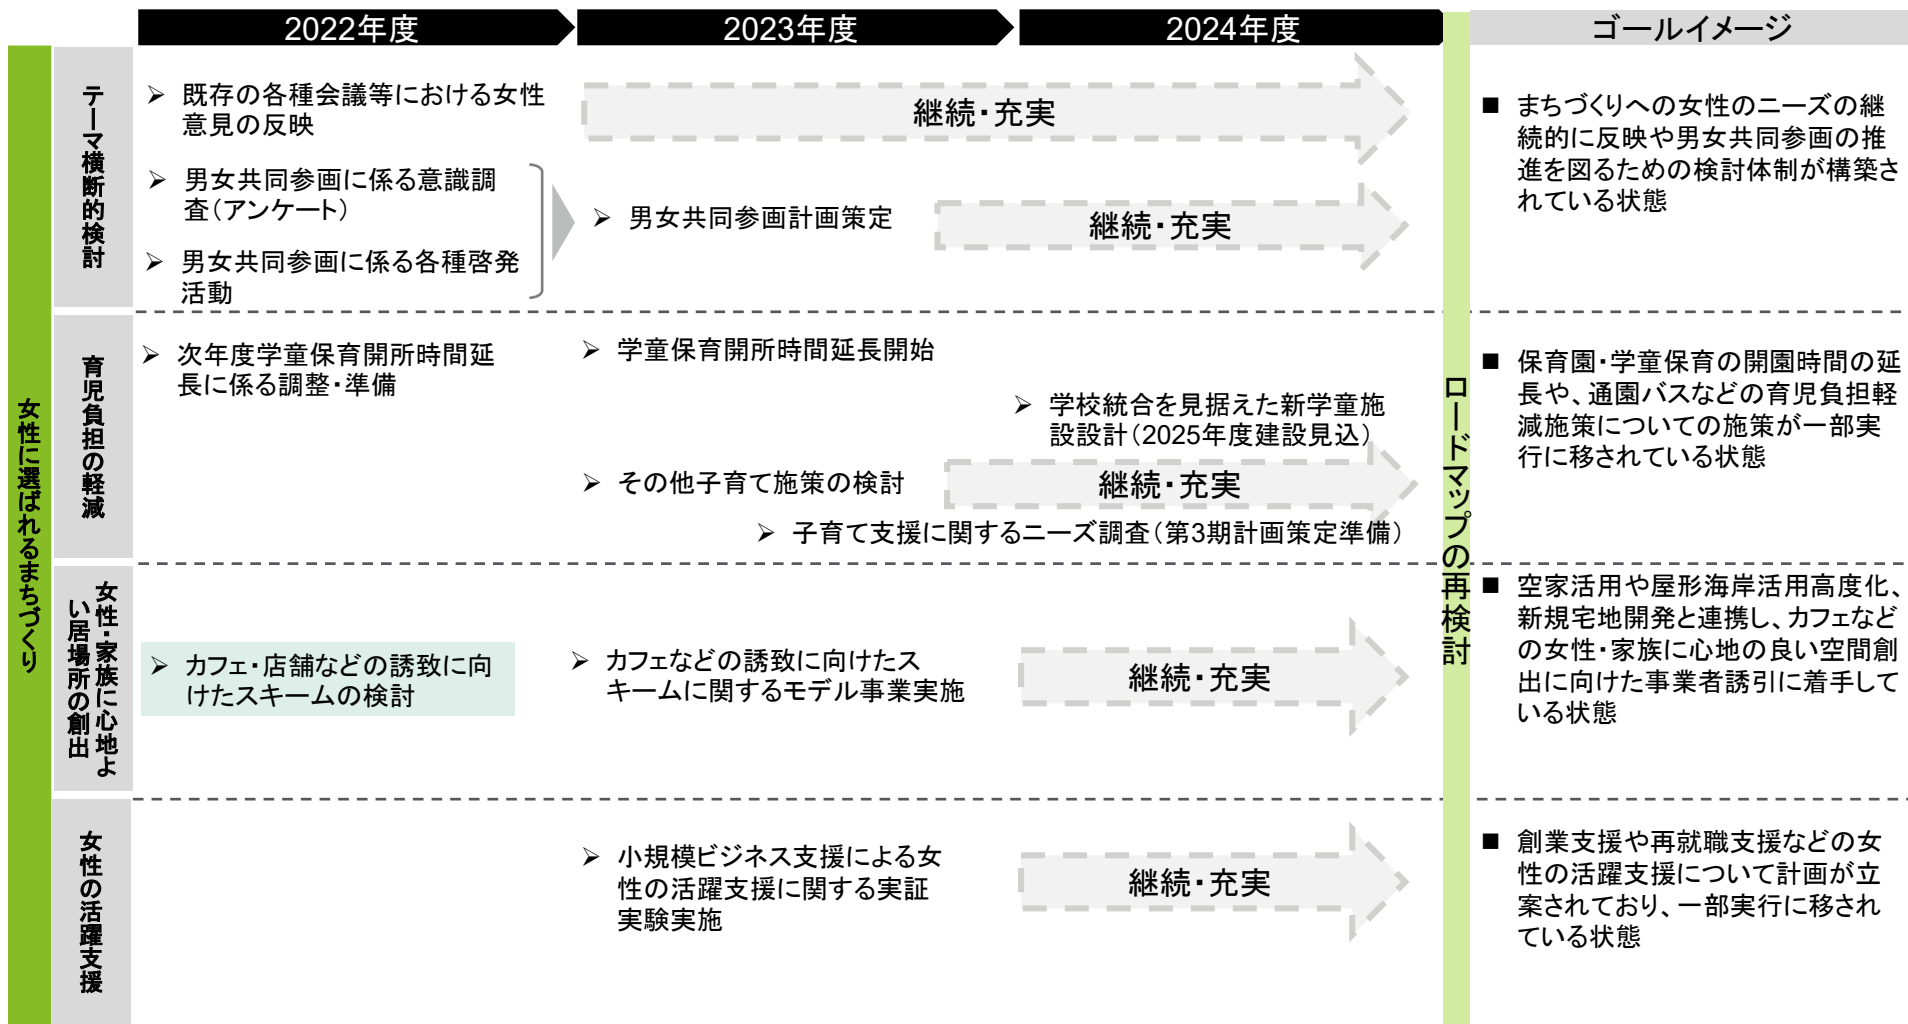 2022年度
2023年度
2024年度
ゴールイメージ
女性に選ばれるまちづくり
テーマ横断的検討
➢ 既存の各種会議等における女性
意見の反映
➢ 男女共同参画に係る意識調
査（アンケート）
➢ 男女共同参画に係る各種啓発
活動
継続・充実
➢ 男女共同参画計画策定
継続・充実
■ まちづくりへの女性のニーズの継
続的に反映や男女共同参画の推
進を図るための検討体制が構築さ
れている状態
育児負担の軽減
➢ 次年度学童保育開所時間延
長に係る調整・準備
➢ 学童保育開所時間延長開始
➢ 学校統合を見据えた新学童施
設設計（2025年度建設見込）
➢ その他子育て施策の検討
継続・充実
➢ 子育て支援に関するニーズ調査（第3期計画策定準備）
ロードマップの再検討
■ 保育園・学童保育の開園時間の延
長や、通園バスなどの育児負担軽
減施策についての施策が一部実
行に移されている状態
女性・家族に心地よ
い居場所の創出
➢ カフェ・店舗などの誘致に向
けたスキームの検討
➢ カフェなどの誘致に向けたス
キームに関するモデル事業実施
継続・充実
■ 空家活用や屋形海岸活用高度化、
新規宅地開発と連携し、カフェなど
の女性・家族に心地の良い空間創
出に向けた事業者誘引に着手して
いる状態
女性の活躍支援
➢ 小規模ビジネス支援による女
性の活躍支援に関する実証
実験実施
継続・充実
■ 創業支援や再就職支援などの女
性の活躍支援について計画が立
案されており、一部実行に移され
ている状態